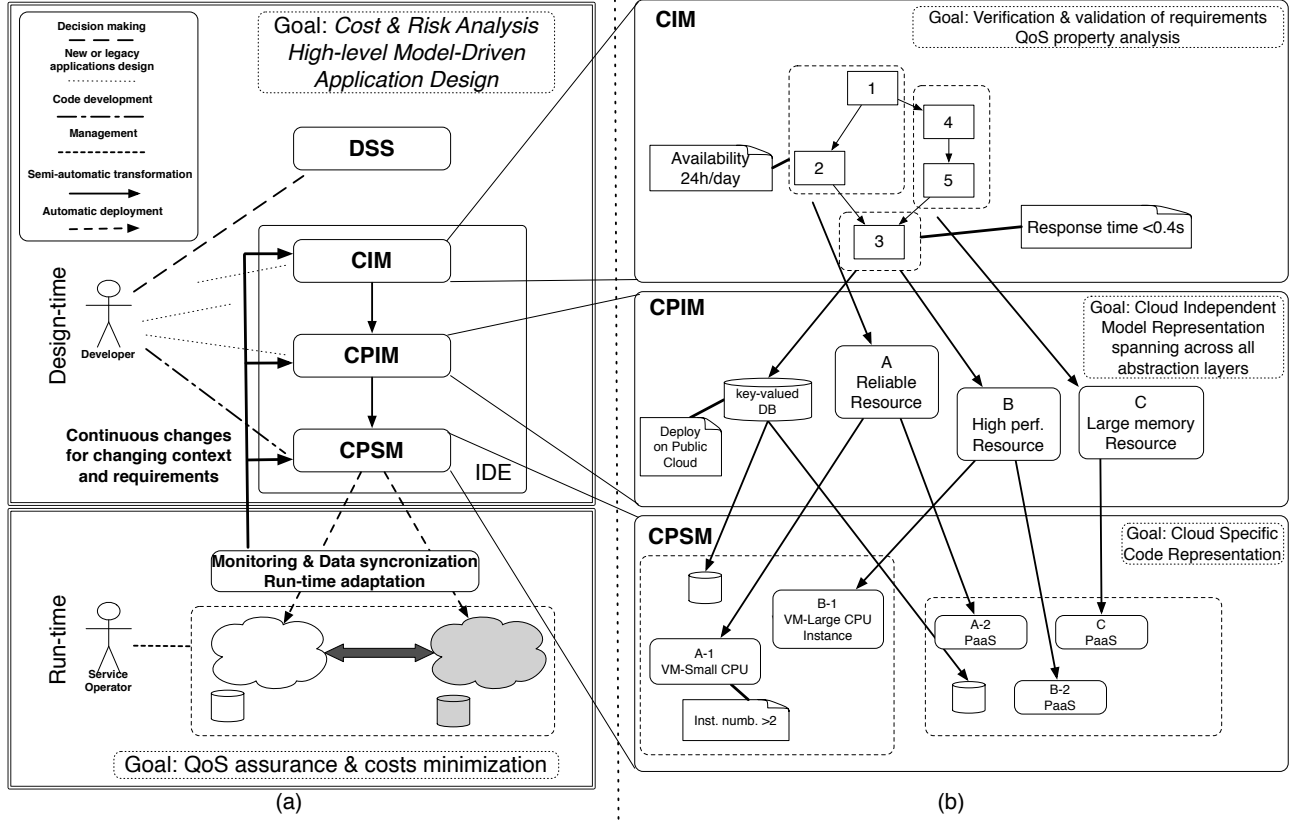 Decision making
New or legacy
applications design
Code development
Management
Semi-automatic transformation
Automatic deployment
Goal: Cost & Risk Analysis
High-level Model-Driven
Application Design
DSS
CIM
CPIM
CPSM
IDE
Design-time
Developer
Continuous changes
for changing context
and requirements
Monitoring & Data syncronization
Run-time adaptation
Run-time
Service
Operator
Goal: QoS assurance & costs minimization
(a)
CIM
Goal: Verification & validation of requirements
QoS property analysis
1
4
2
5
3
Availability
24h/day
Response time <0.4s
CPIM
Goal: Cloud Independent
Model Representation
spanning across all
abstraction layers
key-valued
DB
Deploy
on Public
Cloud
A
Reliable
Resource
B
High perf.
Resource
C
Large memory
Resource
CPSM
Goal: Cloud Specific
Code Representation
B-1
VM-Large CPU
Instance
A-1
VM-Small CPU
Inst. numb. >2
A-2
PaaS
C
PaaS
B-2
PaaS
(b)